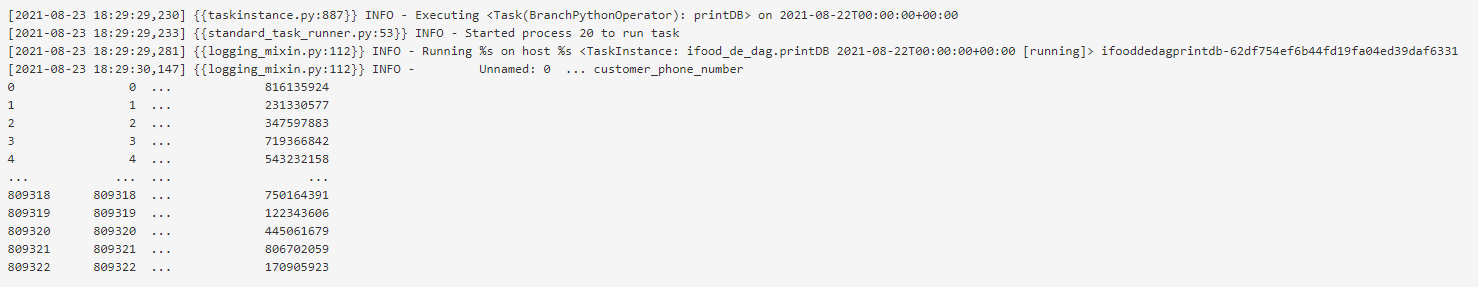 [2021-08-23 18:29:29,230] {{taskinstance.py:887}} INFO - Executing <Task(BranchPythonOperator): printDB> on 2021-08-22T00:00:00+00:00
[2021-08-23 18:29:29,233] {{standard_task_runner.py:53}} INFO - Started process 20 to run task
[2021-08-23 18:29:29,281] {{logging_mixin.py:112}} INFO - Running %s on host %s <TaskInstance: ifood_de_dag.printDB 2021-08-22T00:00:00+00:00 [running]> ifooddedagprintdb-62df754ef6b44fd19fa04ed39daf6331
[2021-08-23 18:29:30,147] {{logging_mixin.py:112}} INFO -         Unnamed: 0  ... customer_phone_number
0                0  ...             816135924
1                1  ...             231330577
2                2  ...             347597883
3                3  ...             719366842
4                4  ...             543232158
...            ...  ...                   ...
809318      809318  ...             750164391
809319      809319  ...             122343606
809320      809320  ...             445061679
809321      809321  ...             806702059
809322      809322  ...             170905923